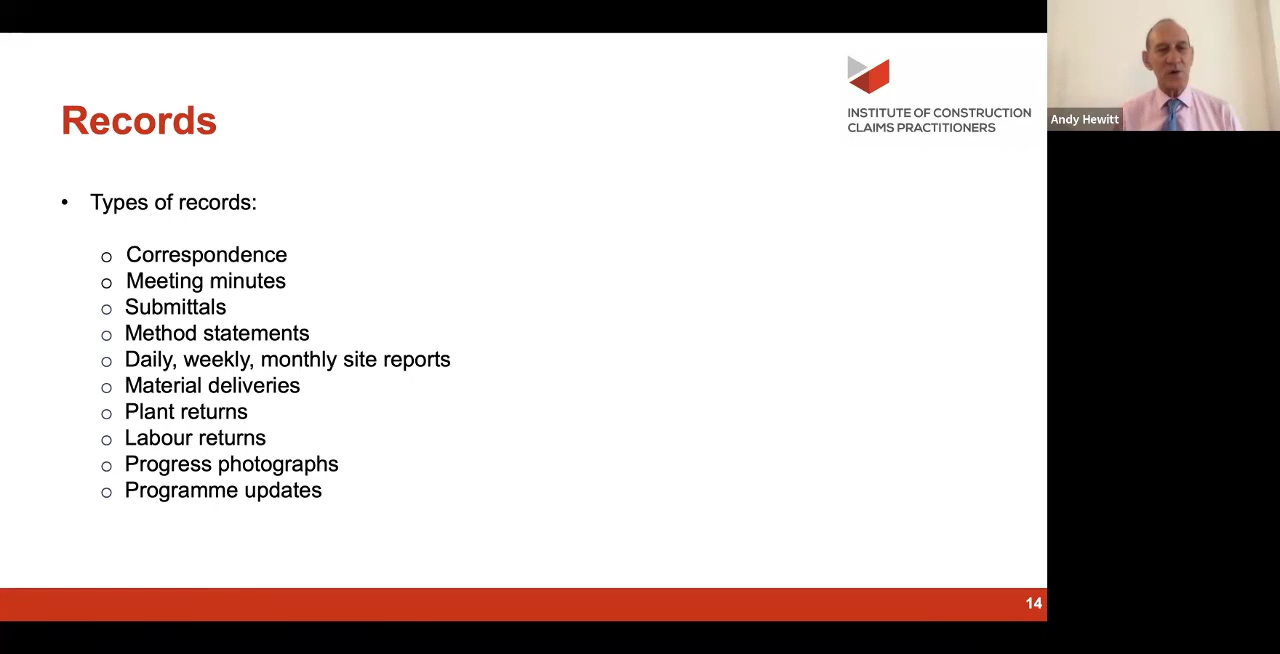 Records
INSTITUTE OF CONSTRUCTION
CLAIMS PRACTITIONERS
Andy Hewitt
• Types of records:
o Correspondence
o Meeting minutes
o Submittals
o Method statements
o Daily, weekly, monthly site reports
o Material deliveries
o Plant returns
o Labour returns
o Progress photographs
o Programme updates
14